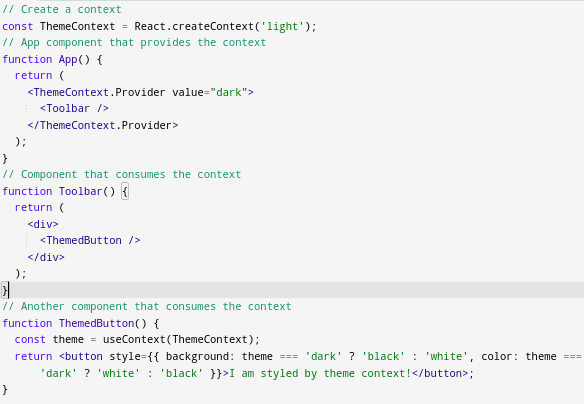 // Create a context
const ThemeContext = React.createContext('light');
// App component that provides the context
function App() {
  return (
    <ThemeContext.Provider value="dark">
      <Toolbar />
    </ThemeContext.Provider>
  );
}
// Component that consumes the context
function Toolbar() {
  return (
    <div>
      <ThemedButton />
    </div>
  );
}
// Another component that consumes the context
function ThemedButton() {
  const theme = useContext(ThemeContext);
  return <button style={{ background: theme === 'dark' ? 'black' : 'white', color: theme ===
      'dark' ? 'white' : 'black' }}>I am styled by theme context!</button>;
}